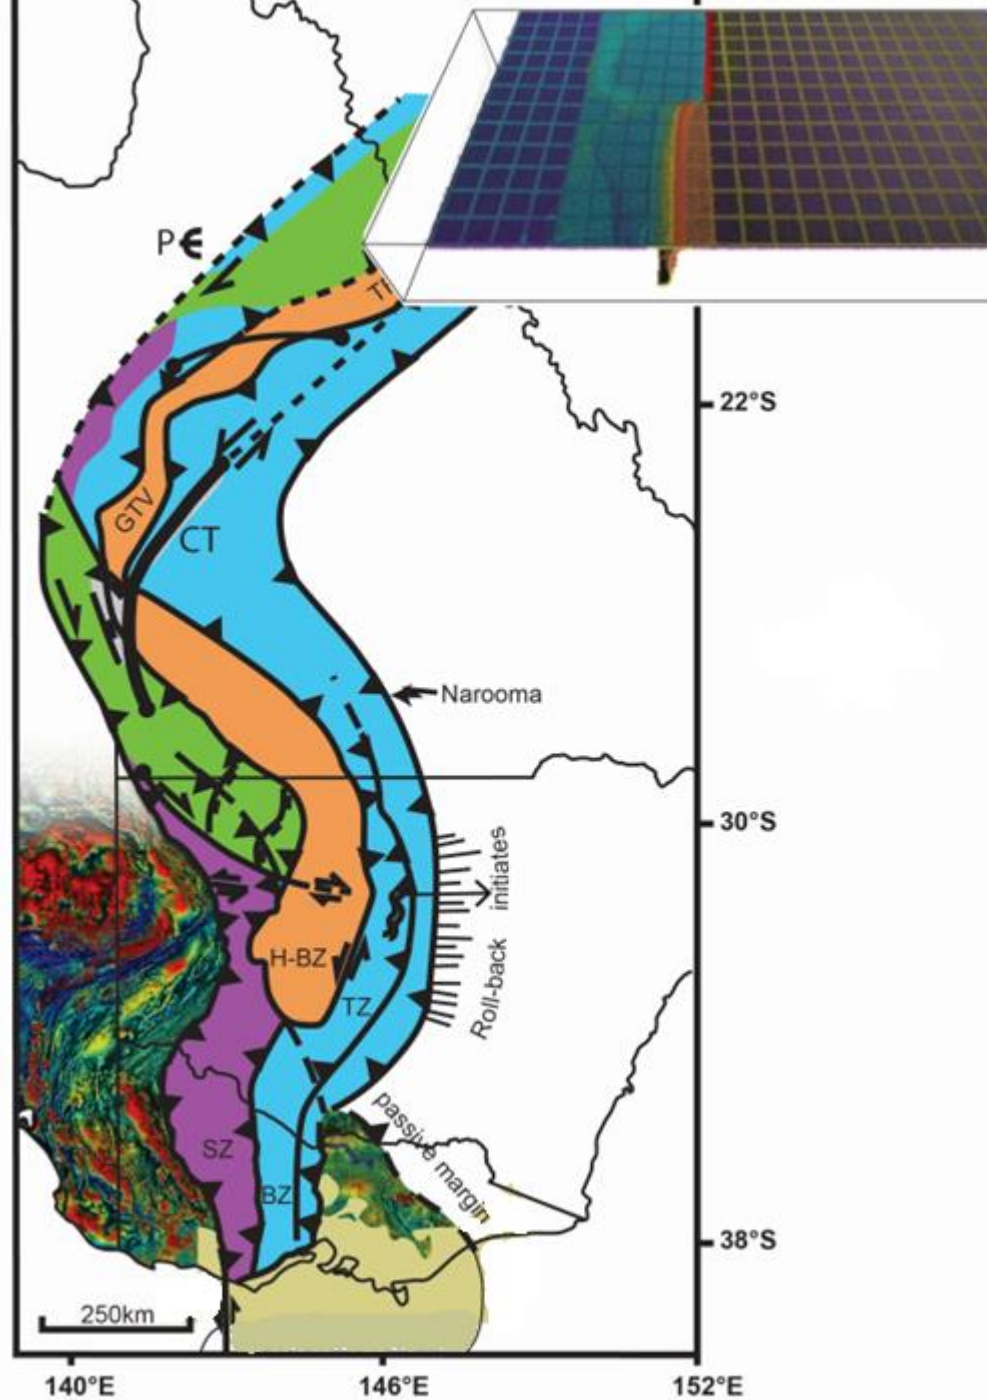 P€
22°S
GTV
CT
Narooma
30°S
Roll-back initiates
H-BZ
TZ
passive margin
SZ
BZ
38°S
250km
140°E
146°E
152°E